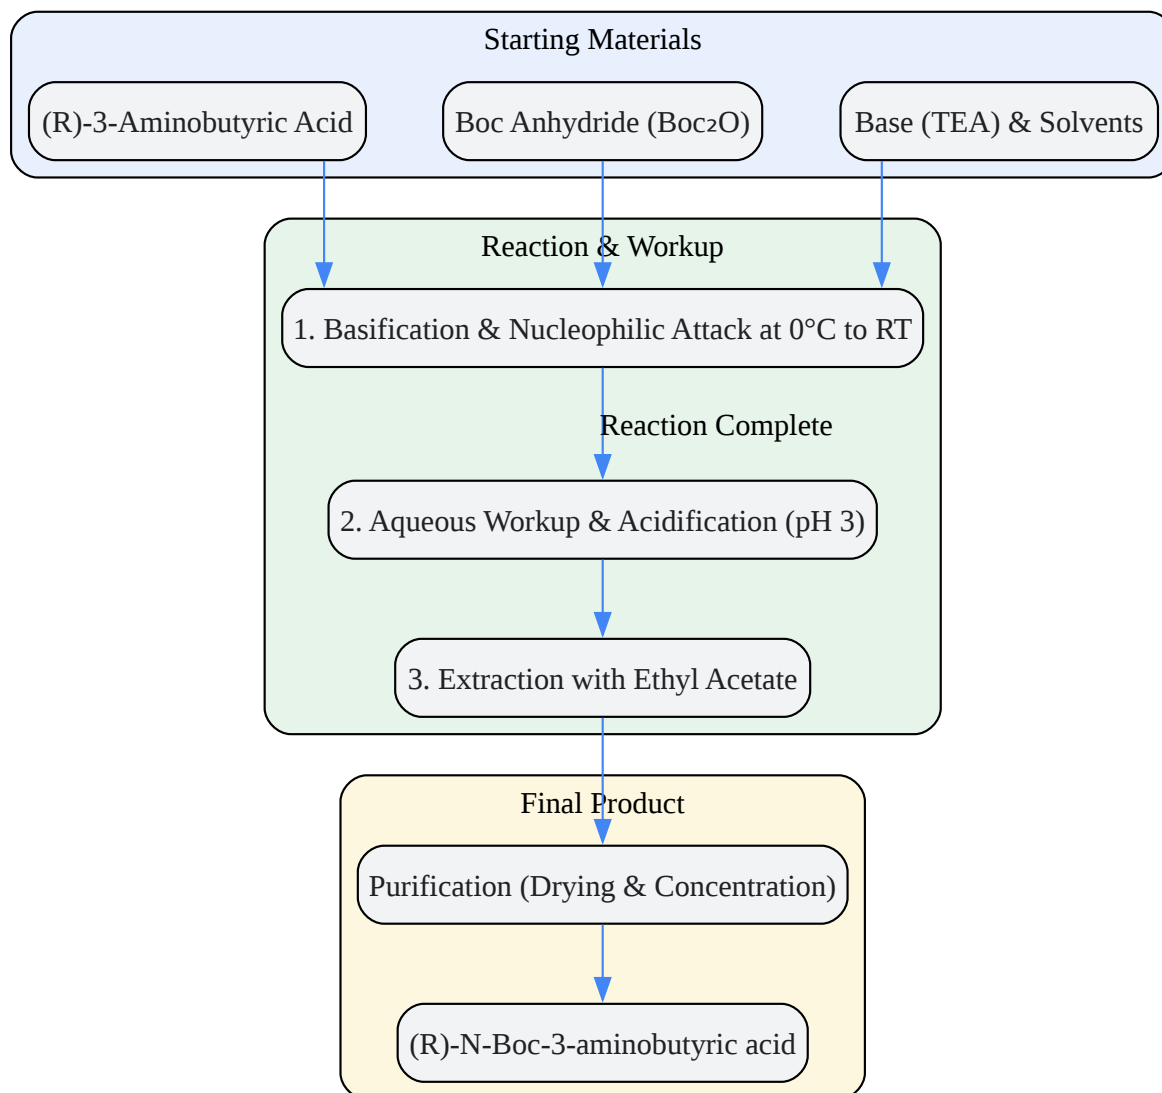 Starting Materials
(R)-3-Aminobutyric Acid
Boc Anhydride (Boc₂O)
Base (TEA) & Solvents
Reaction & Workup
1. Basification & Nucleophilic Attack at 0°C to RT
Reaction Complete
2. Aqueous Workup & Acidification (pH 3)
3. Extraction with Ethyl Acetate
Final Product
Purification (Drying & Concentration)
(R)-N-Boc-3-aminobutyric acid